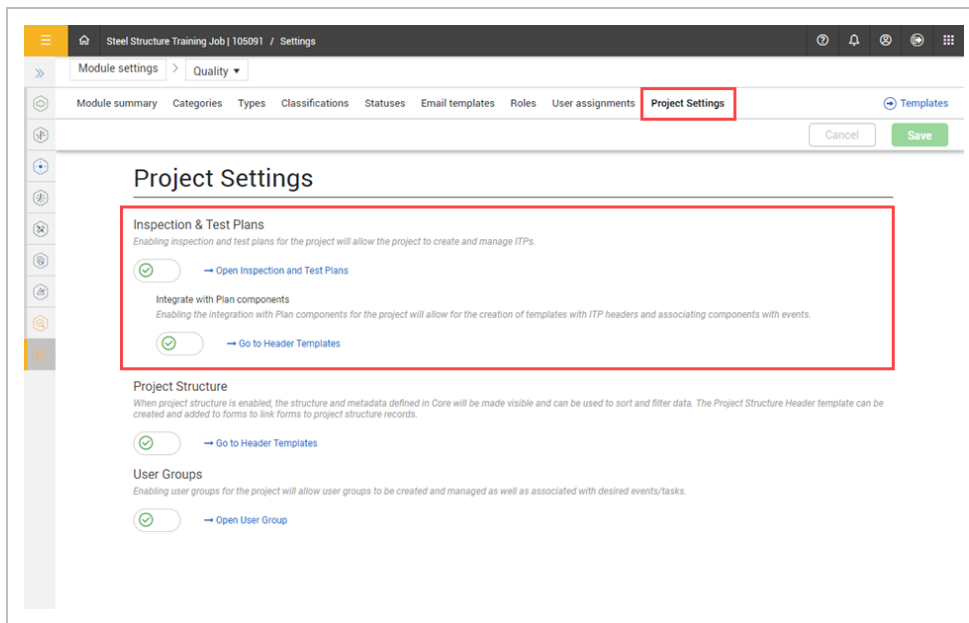 Steel Structure Training Job | 105091 / Settings
Module settings > Quality ▾
Module summary Categories Types Classifications Statuses Email templates Roles User assignments Project Settings Templates
Cancel Save
Project Settings
Inspection & Test Plans
Enabling inspection and test plans for the project will allow the project to create and manage ITPs.
→ Open Inspection and Test Plans
Integrate with Plan components
Enabling the integration with Plan components for the project will allow for the creation of templates with ITP headers and associating components with events.
→ Go to Header Templates
Project Structure
When project structure is enabled, the structure and metadata defined in Core will be made visible and can be used to sort and filter data. The Project Structure Header template can be
created and added to forms to link forms to project structure records.
→ Go to Header Templates
User Groups
Enabling user groups for the project will allow user groups to be created and managed as well as associated with desired events/tasks.
→ Open User Group